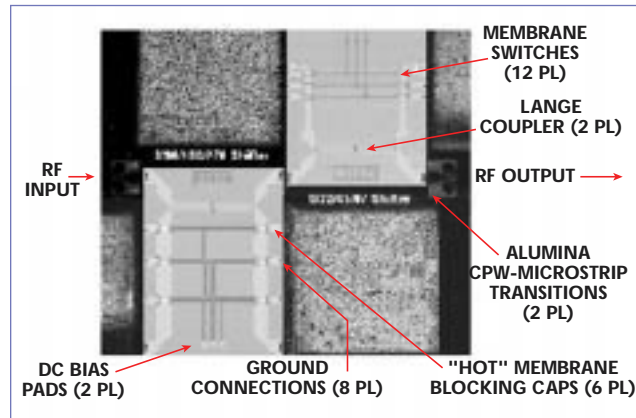 MEMBRANE
SWITCHES
(12 PL)
LANGE
COUPLER (2 PL)
RF
INPUT
RF OUTPUT
ALUMINA
CPW-MICROSTRIP
TRANSITIONS
(2 PL)
DC BIAS
PADS (2 PL)
GROUND
CONNECTIONS (8 PL)
"HOT" MEMBRANE
BLOCKING CAPS (6 PL)